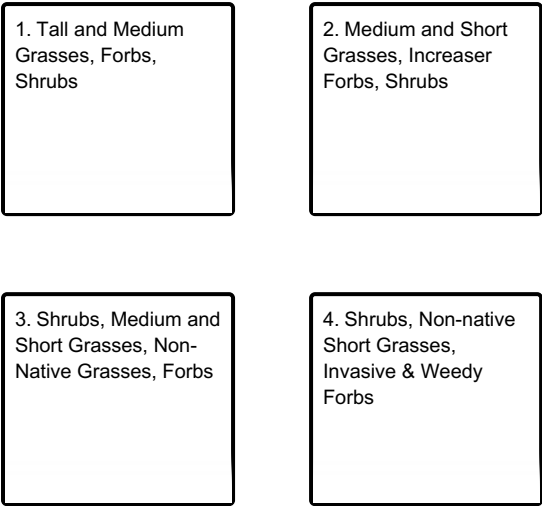 1. Tall and Medium
Grasses, Forbs,
Shrubs
2. Medium and Short
Grasses, Increaser
Forbs, Shrubs
3. Shrubs, Medium and
Short Grasses, Non-
Native Grasses, Forbs
4. Shrubs, Non-native
Short Grasses,
Invasive & Weedy
Forbs